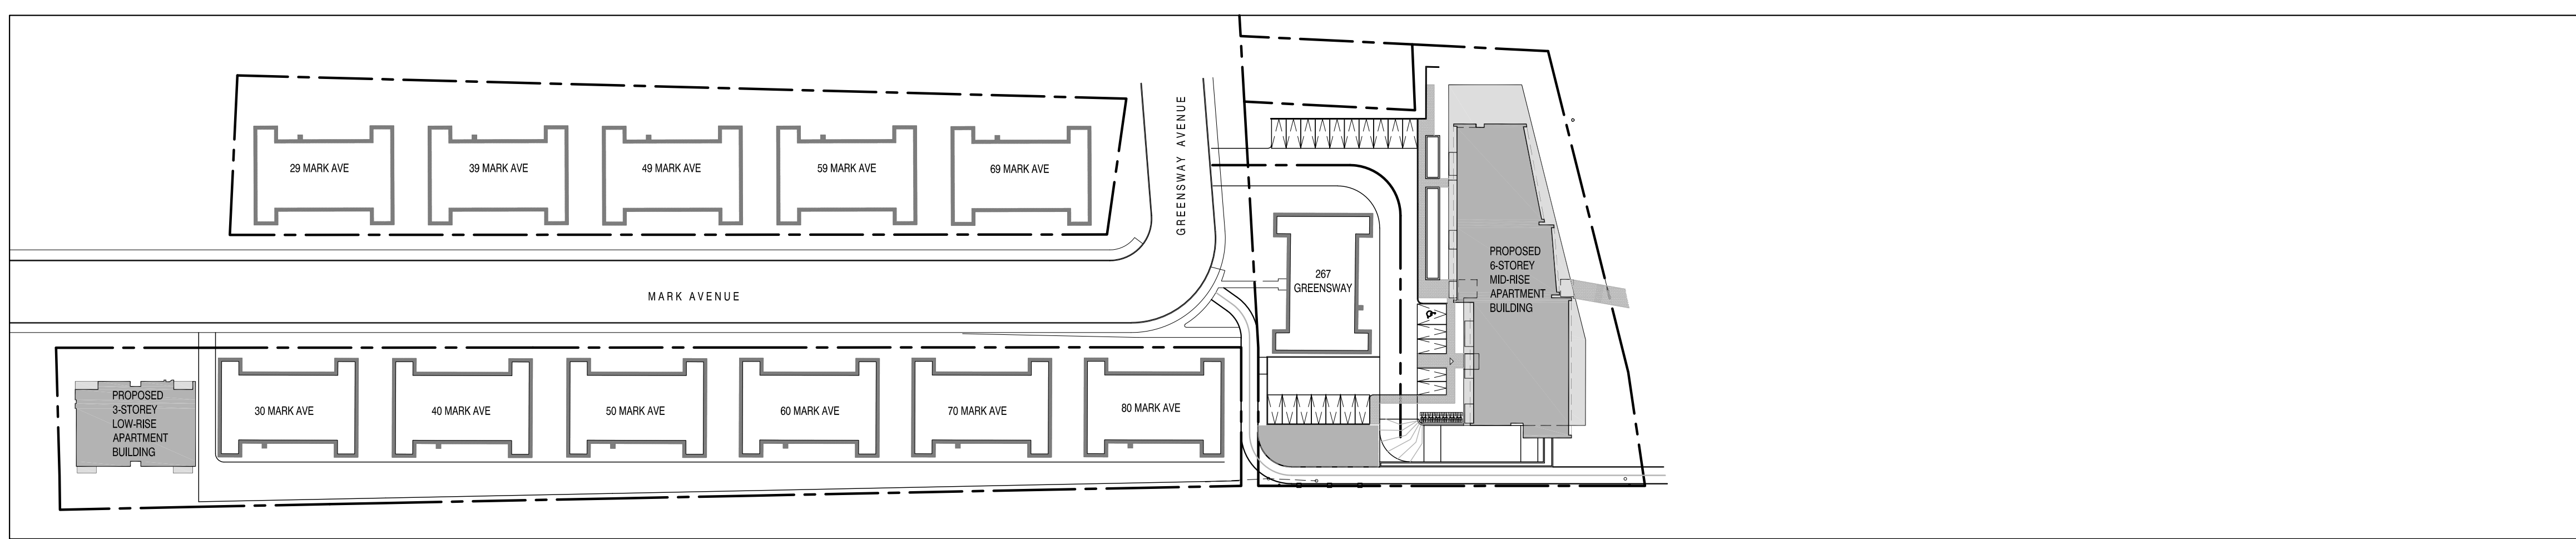 29 MARK AVE
39 MARK AVE
49 MARK AVE
59 MARK AVE
69 MARK AVE
GREENSWAY AVENUE
MARK AVENUE
267
GREENSWAY
PROPOSED
6-STOREY
MID-RISE
APARTMENT
BUILDING
PROPOSED
3-STOREY
LOW-RISE
APARTMENT
BUILDING
30 MARK AVE
40 MARK AVE
50 MARK AVE
60 MARK AVE
70 MARK AVE
80 MARK AVE